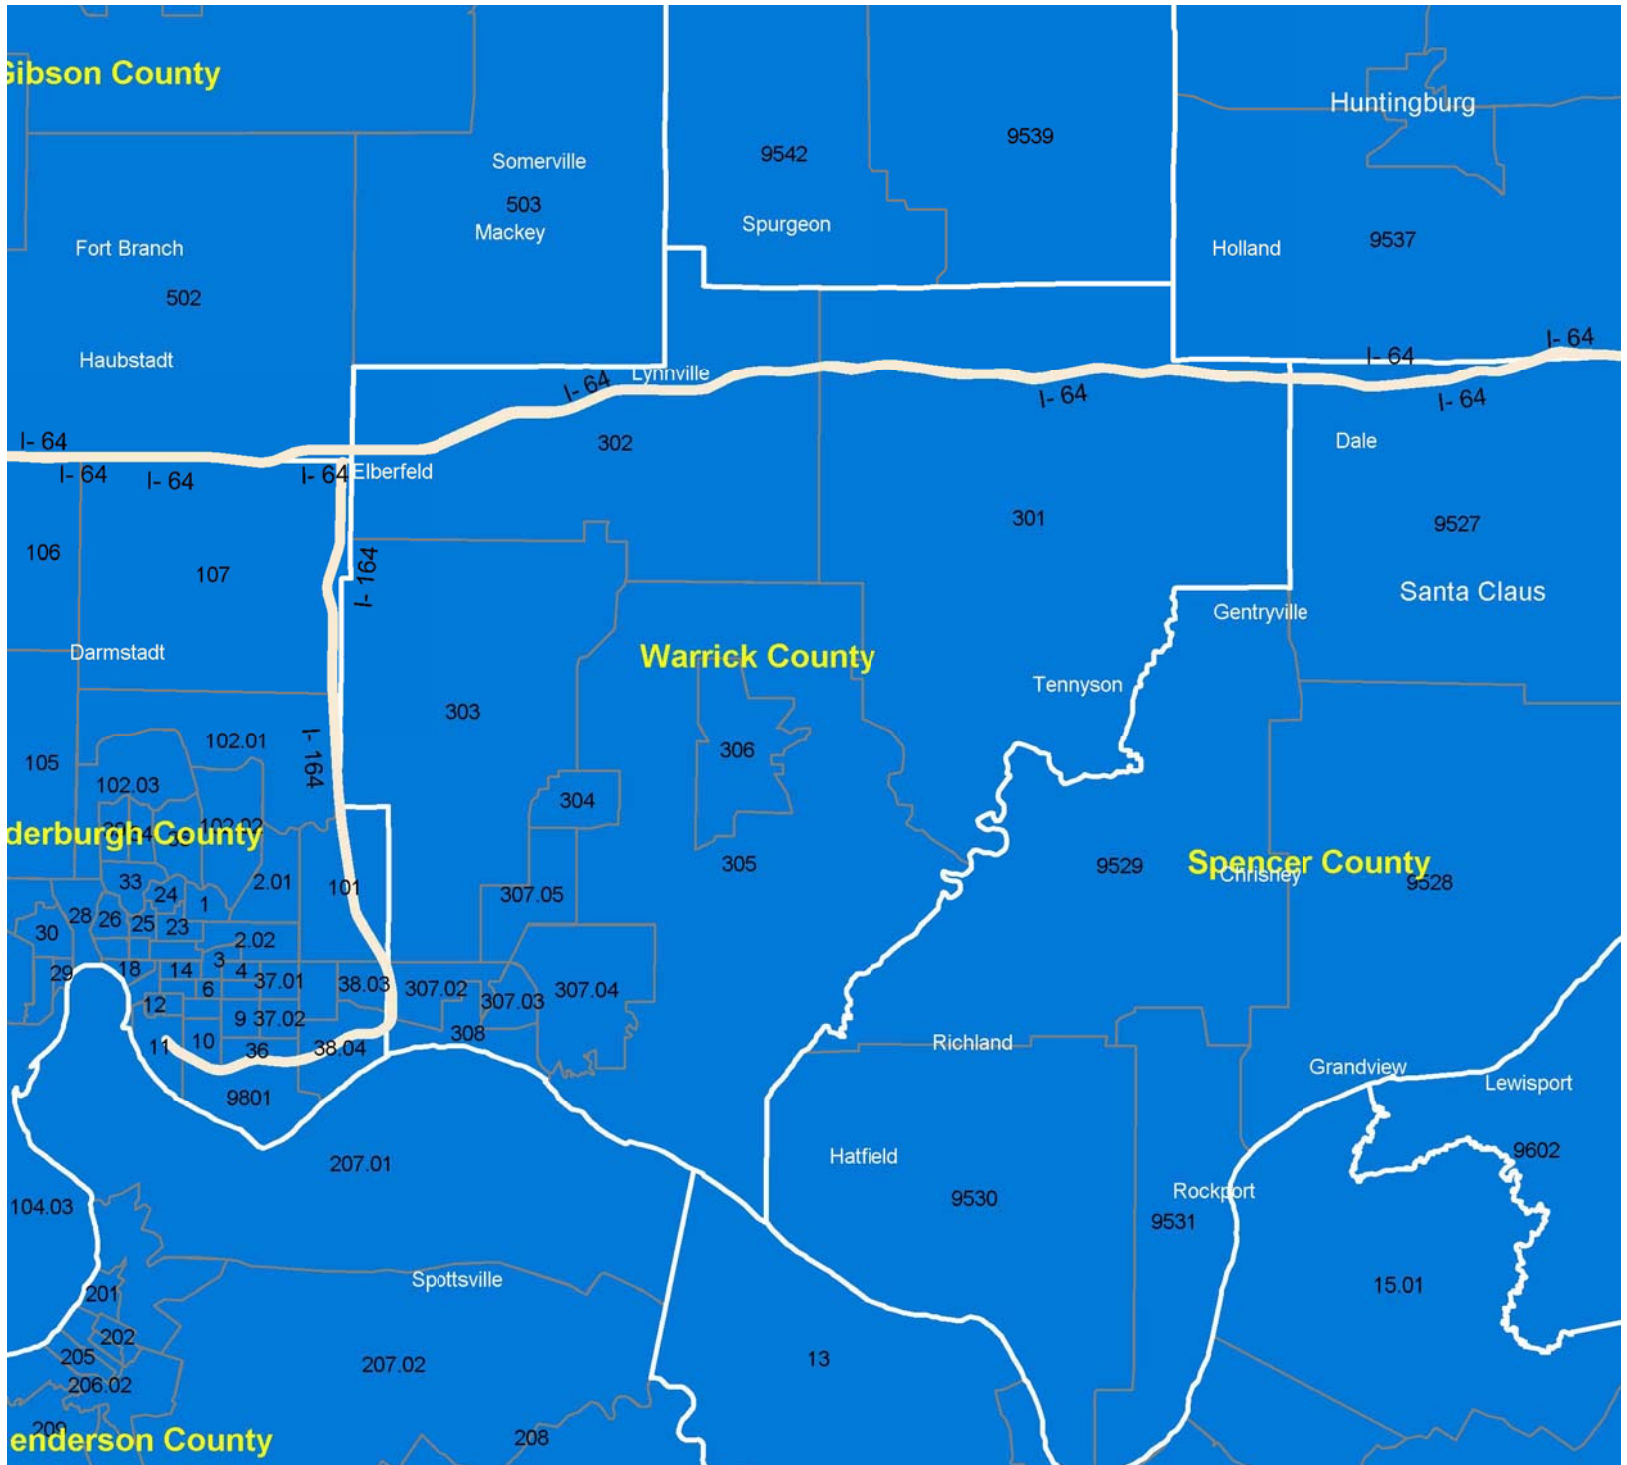 Gibson County
Huntingburg
9539
9542
Somerville
503
Mackey
Spurgeon
9537
Holland
Fort Branch
502
I- 64
I- 64
Haubstadt
Lynnville
I- 64
I- 64
I- 64
I- 64
302
Dale
I- 64
I- 64
I- 64
Elberfeld
301
9527
106
107
I- 164
Santa Claus
Gentryville
Darmstadt
Warrick County
Tennyson
303
102.01
306
105
I- 164
102.03
304
102.02
derburgh County
305
9529
Spencer County
Chrisney
9528
33
2.01
101
24
307.05
1
28
26
25
23
30
2.02
3
29
18
14
4
37.01
38.03
307.02
307.03
307.04
6
12
9
37.02
308
11
10
36
38.04
Richland
Grandview
Lewisport
9801
207.01
Hatfield
9602
9530
Rockport
9531
104.03
Spottsville
15.01
201
202
205
207.02
13
206.02
209
enderson County
208